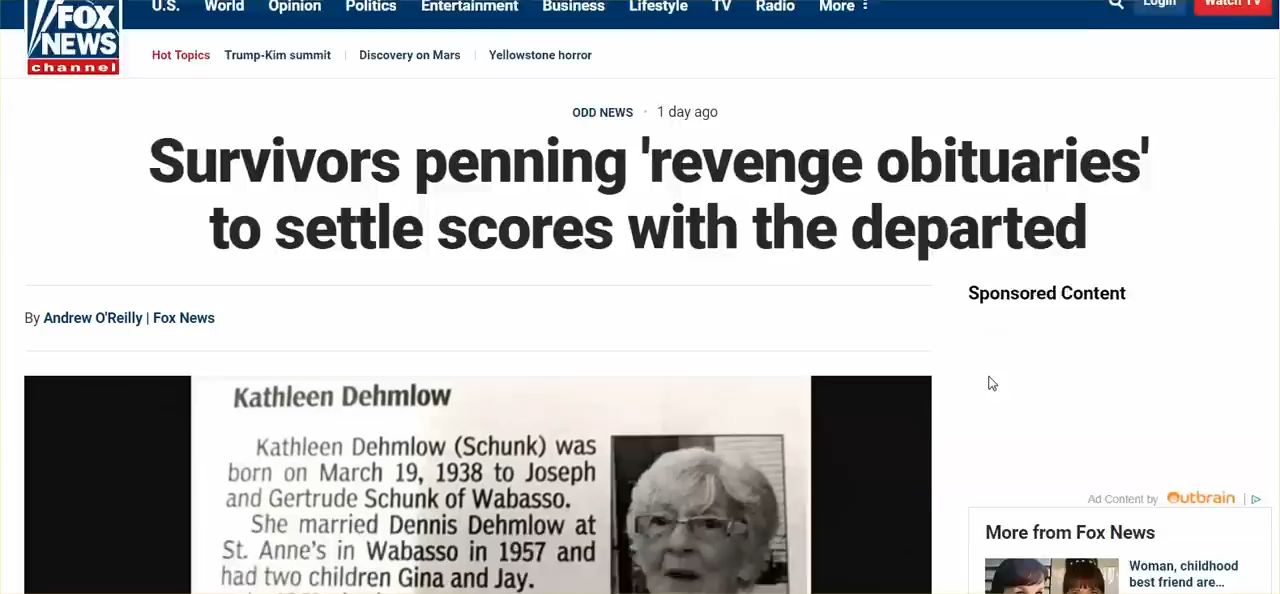 U.S. World Opinion Politics Entertainment Business Lifestyle TV Radio More Login Watch TV
FOX
NEWS
channel
Hot Topics Trump-Kim summit Discovery on Mars Yellowstone horror
ODD NEWS · 1 day ago
Survivors penning 'revenge obituaries'
to settle scores with the departed
By Andrew O'Reilly | Fox News
Sponsored Content
Kathleen Dehmlow
Kathleen Dehmlow (Schunk) was
born on March 19, 1938 to Joseph
and Gertrude Schunk of Wabasso.
She married Dennis Dehmlow at
St. Anne's in Wabasso in 1957 and
had two children Gina and Jay.
Ad Content by Outbrain
More from Fox News
Woman, childhood
best friend are...